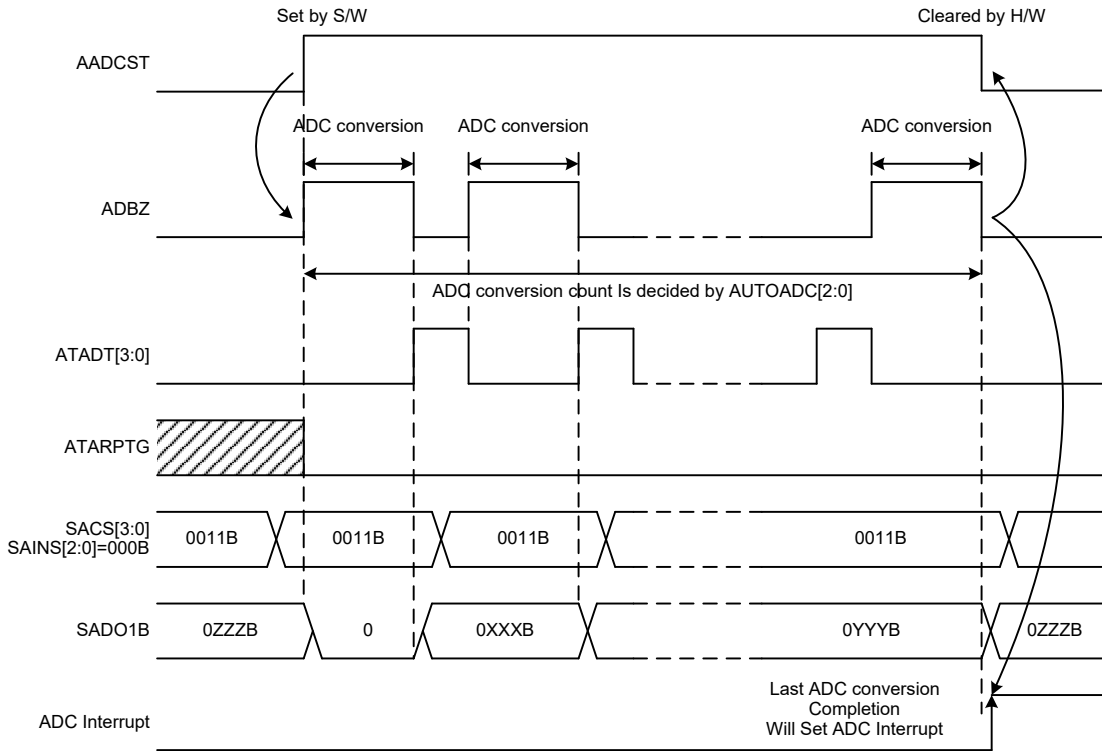 Set by S/W
Cleared by H/W
AADCST
ADC conversion
ADC conversion
ADC conversion
ADBZ
ADC conversion count Is decided by AUTOADC[2:0]
ATADT[3:0]
ATARPTG
SACS[3:0]
SAINS[2:0]=000B
0011B
0011B
0011B
0011B
SADO1B
0ZZZB
0
0XXXB
0YYYB
0ZZZB
Last ADC conversion
Completion
Will Set ADC Interrupt
ADC Interrupt